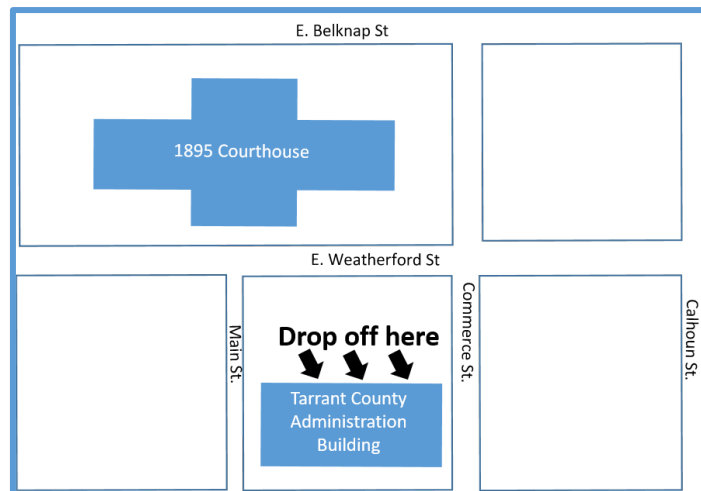 E. Belknap St
1895 Courthouse
E. Weatherford St
Main St.
Drop off here
Commerce St.
Calhoun St.
Tarrant County
Administration
Building